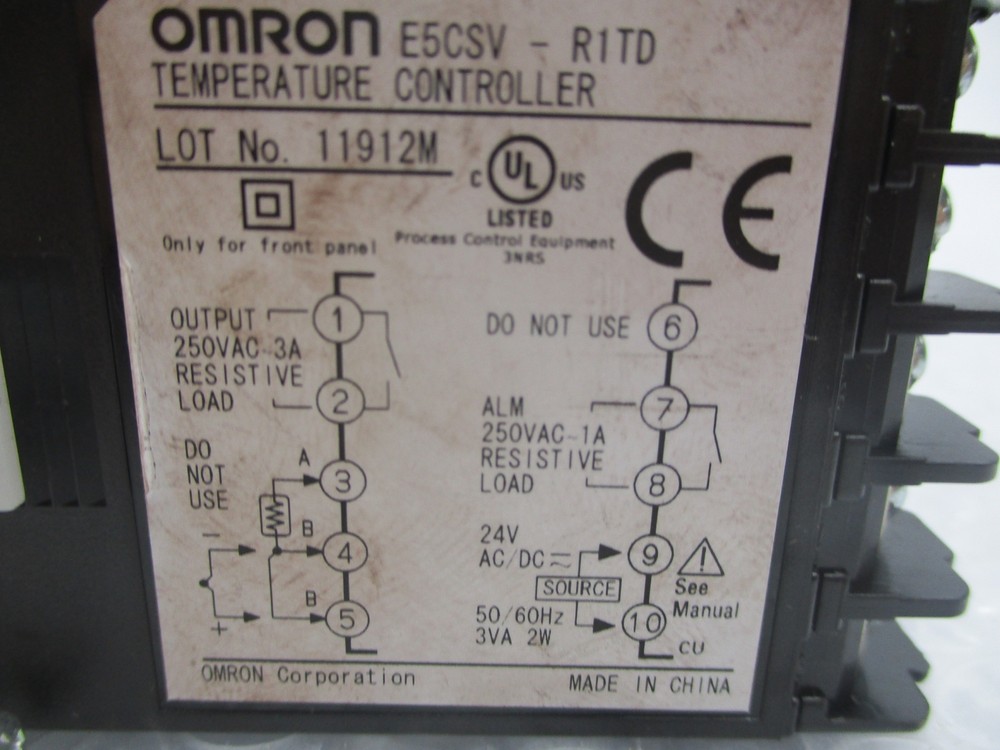 OMRON E5CSV - R1TD
TEMPERATURE CONTROLLER
LOT No. 11912M
C UL US
LISTED
Process Control Equipment
3NRS
CE
Only for front panel
OUTPUT
250VAC~3A
RESISTIVE
LOAD
1
2
DO
NOT
USE
A
3
B
4
B
5
−
+
DO NOT USE
6
ALM
250VAC~1A
RESISTIVE
LOAD
7
8
24V
AC/DC
SOURCE
50/60Hz
3VA 2W
9
10
!
See
Manual
CU
OMRON Corporation
MADE IN CHINA